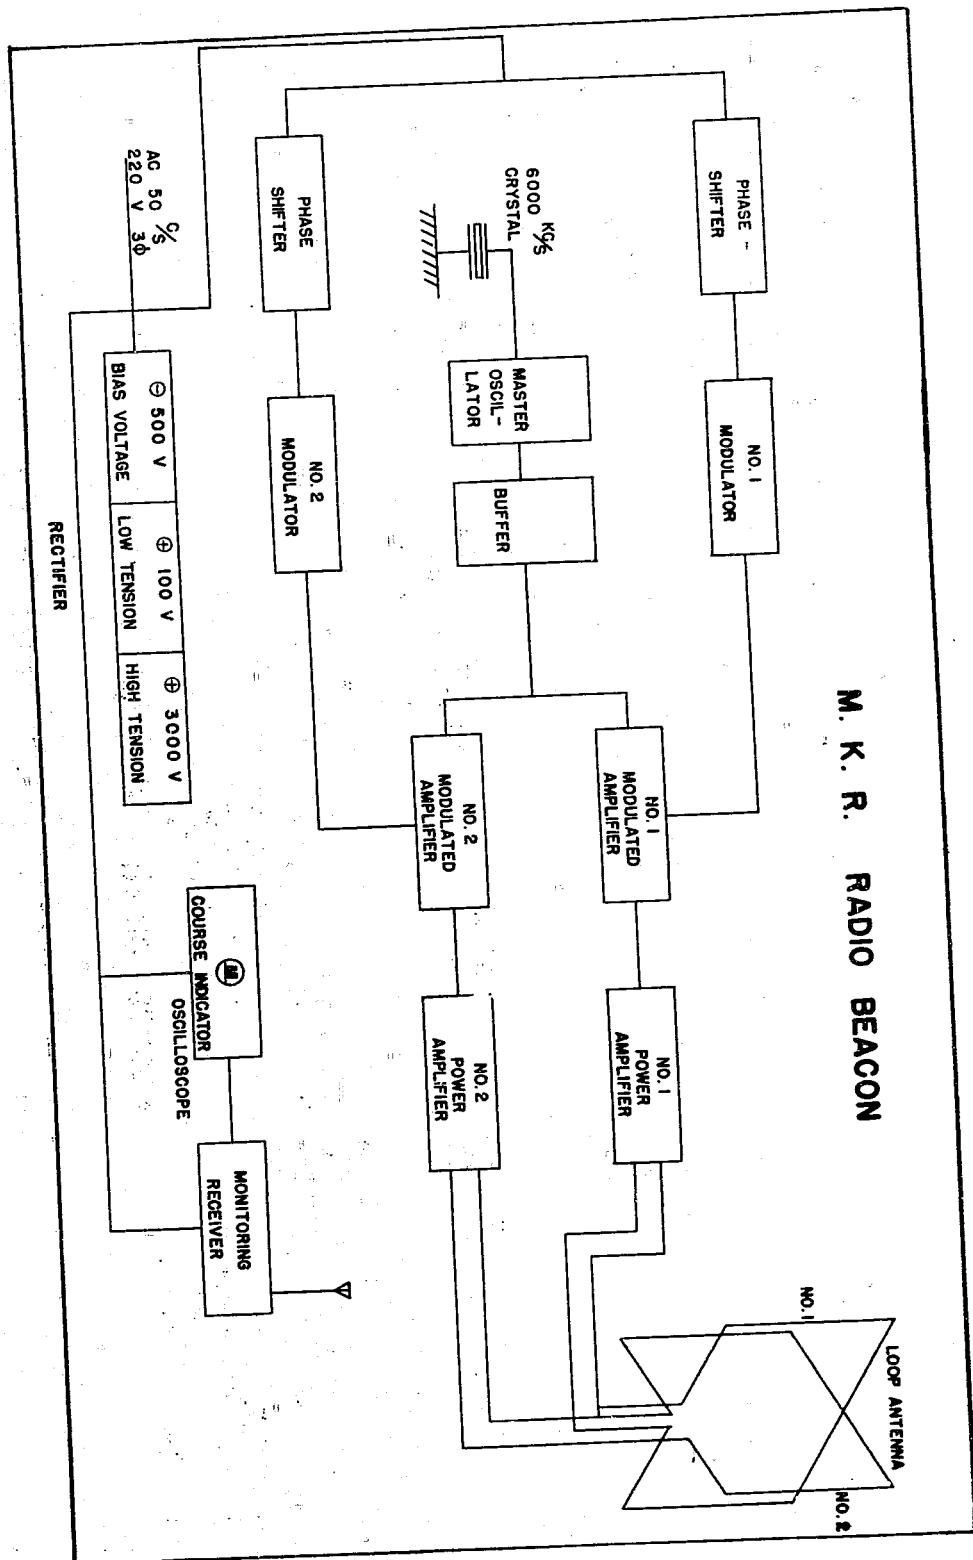 M. K. R. RADIO BEACON
LOOP ANTENNA
NO. 1
NO. 2
PHASE -
SHIFTER
NO. 1
MODULATOR
NO. 1
MODULATED
AMPLIFIER
NO. 1
POWER
AMPLIFIER
6000 KC/S
CRYSTAL
MASTER
OSCIL-
LATOR
BUFFER
PHASE
SHIFTER
NO. 2
MODULATOR
NO. 2
MODULATED
AMPLIFIER
NO. 2
POWER
AMPLIFIER
AC 50 C/S
220 V 3ϕ
⊖ 500 V
BIAS VOLTAGE
⊕ 100 V
LOW TENSION
⊕ 3000 V
HIGH TENSION
RECTIFIER
COURSE INDICATOR
OSCILLOSCOPE
MONITORING
RECEIVER